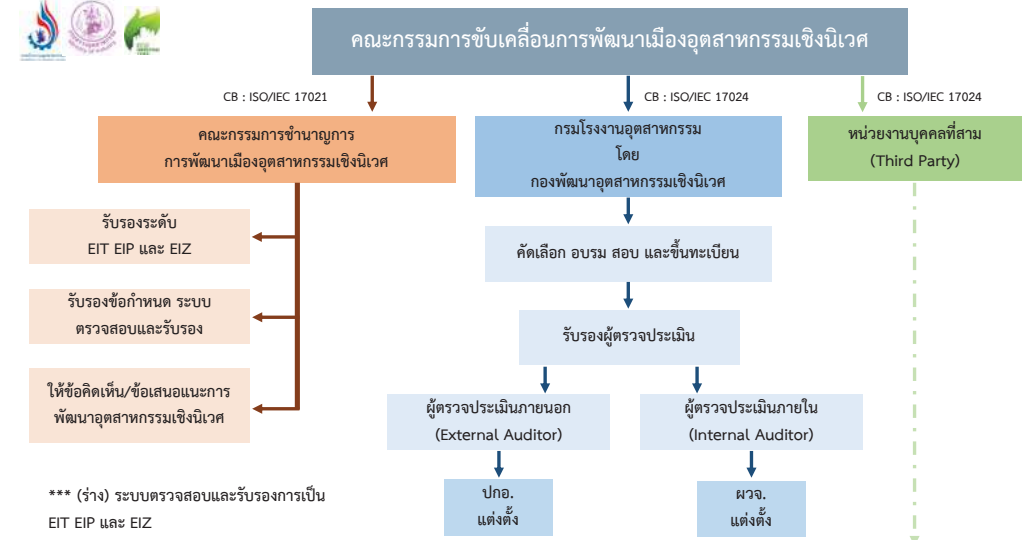 คณะกรรมการขับเคลื่อนการพัฒนาเมืองอุตสาหกรรมเชิงนิเวศ
CB : ISO/IEC 17021
CB : ISO/IEC 17024
CB : ISO/IEC 17024
คณะกรรมการชำนาญการ
การพัฒนาเมืองอุตสาหกรรมเชิงนิเวศ
กรมโรงงานอุตสาหกรรม
โดย
กองพัฒนาอุตสาหกรรมเชิงนิเวศ
หน่วยงานบุคคลที่สาม
(Third Party)
รับรองระดับ
EIT EIP และ EIZ
รับรองข้อกำหนด ระบบ
ตรวจสอบและรับรอง
ให้ข้อคิดเห็น/ข้อเสนอแนะการ
พัฒนาอุตสาหกรรมเชิงนิเวศ
คัดเลือก อบรม สอบ และขึ้นทะเบียน
รับรองผู้ตรวจประเมิน
ผู้ตรวจประเมินภายนอก
(External Auditor)
ผู้ตรวจประเมินภายใน
(Internal Auditor)
ปกอ.
แต่งตั้ง
ผวจ.
แต่งตั้ง
*** (ร่าง) ระบบตรวจสอบและรับรองการเป็น
EIT EIP และ EIZ